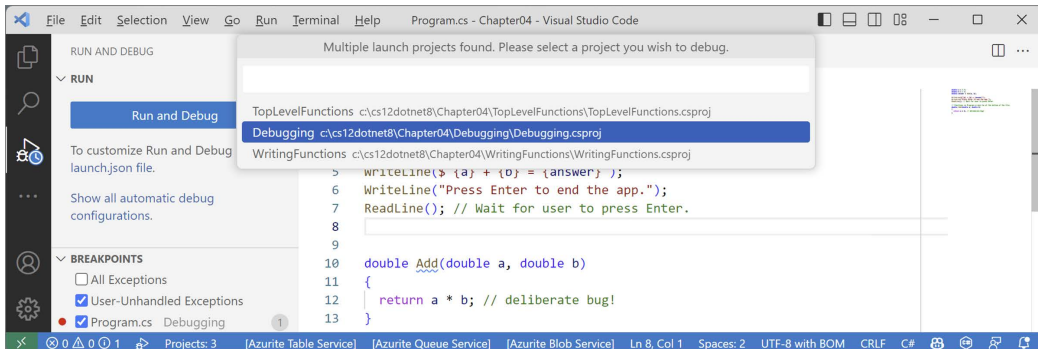 File Edit Selection View Go Run Terminal Help Program.cs - Chapter04 - Visual Studio Code
RUN AND DEBUG
RUN
Run and Debug
To customize Run and Debug
launch.json file.
Show all automatic debug
configurations.
BREAKPOINTS
All Exceptions
User-Unhandled Exceptions
Program.cs Debugging 1
Multiple launch projects found. Please select a project you wish to debug.
TopLevelFunctions c:\cs12dotnet8\Chapter04\TopLevelFunctions\TopLevelFunctions.csproj
Debugging c:\cs12dotnet8\Chapter04\Debugging\Debugging.csproj
WritingFunctions c:\cs12dotnet8\Chapter04\WritingFunctions\WritingFunctions.csproj
5 WriteLine($"{a} + {b} = {answer}");
6 WriteLine("Press Enter to end the app.");
7 ReadLine(); // Wait for user to press Enter.
8
9
10 double Add(double a, double b)
11 {
12 return a * b; // deliberate bug!
13 }
0 0 1 Projects: 3 [Azurite Table Service] [Azurite Queue Service] [Azurite Blob Service] Ln 8, Col 1 Spaces: 2 UTF-8 with BOM CRLF C#